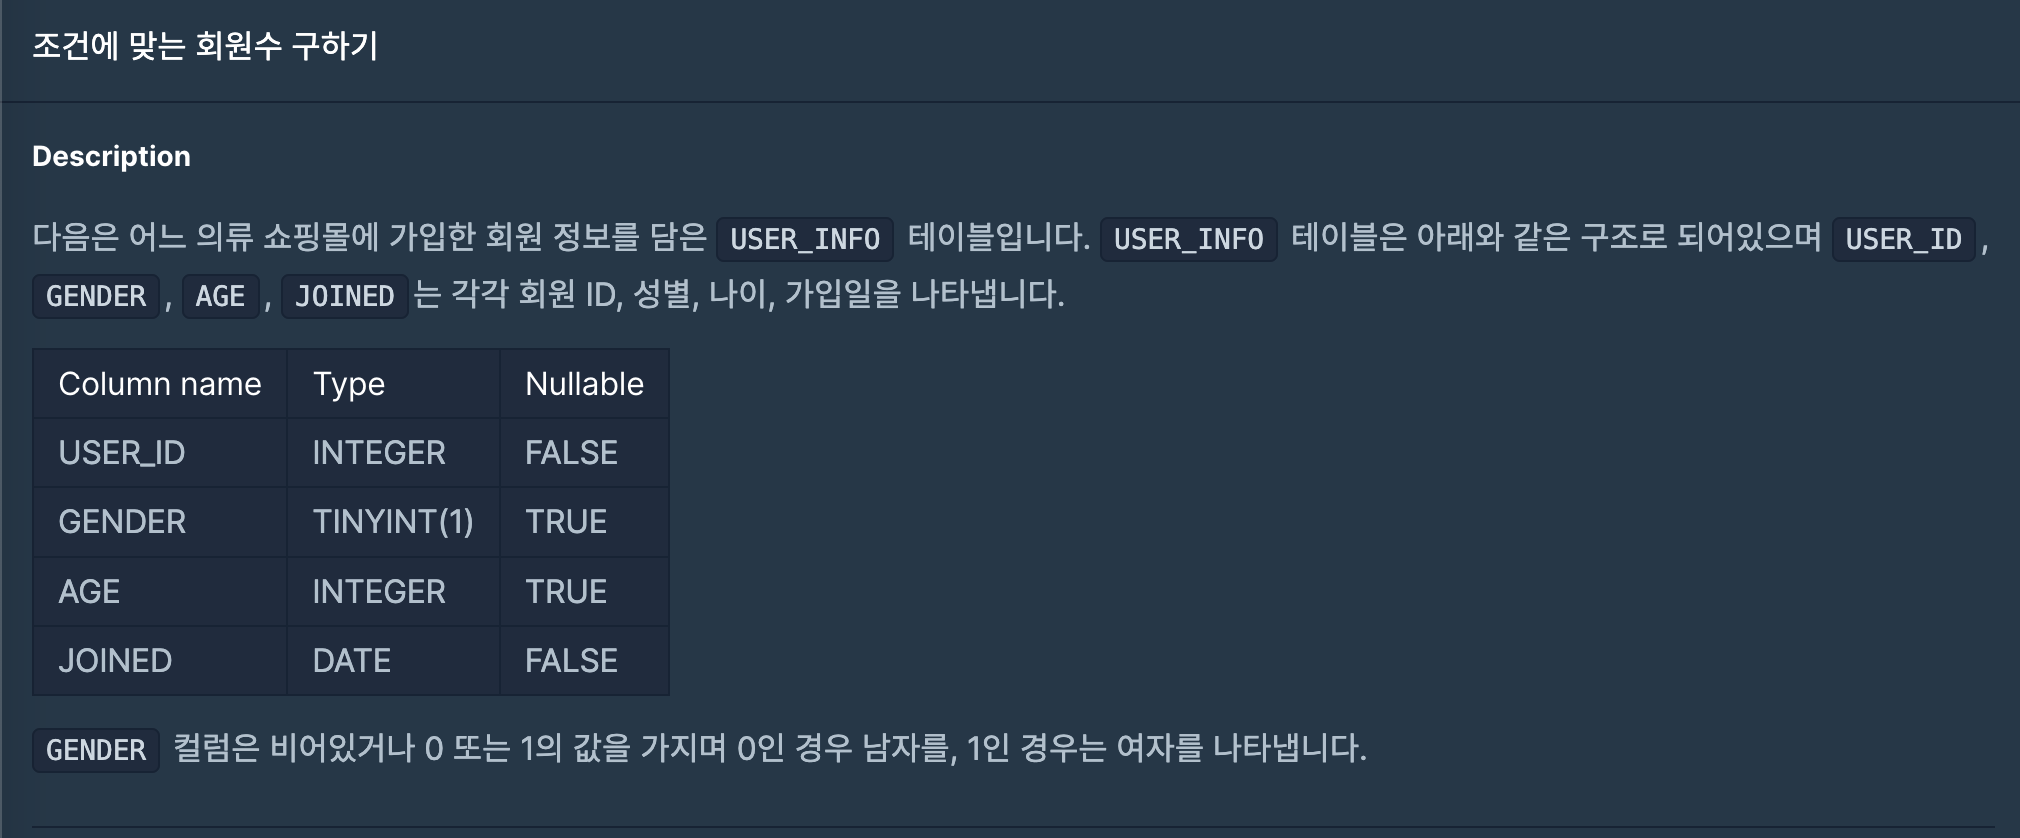 조건에 맞는 회원수 구하기
Description
다음은 어느 의류 쇼핑몰에 가입한 회원 정보를 담은 USER_INFO 테이블입니다. USER_INFO 테이블은 아래와 같은 구조로 되어있으며 USER_ID,
GENDER, AGE, JOINED는 각각 회원 ID, 성별, 나이, 가입일을 나타냅니다.
Column name Type Nullable
USER_ID INTEGER FALSE
GENDER TINYINT(1) TRUE
AGE INTEGER TRUE
JOINED DATE FALSE
GENDER 컬럼은 비어있거나 0 또는 1의 값을 가지며 0인 경우 남자를, 1인 경우는 여자를 나타냅니다.